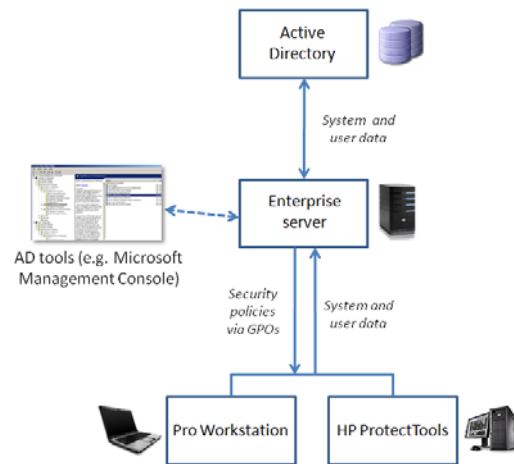 Active
Directory
System and
user data
Enterprise
server
AD tools (e.g. Microsoft
Management Console)
Security
policies
via GPOs
System and
user data
Pro Workstation
HP ProtectTools